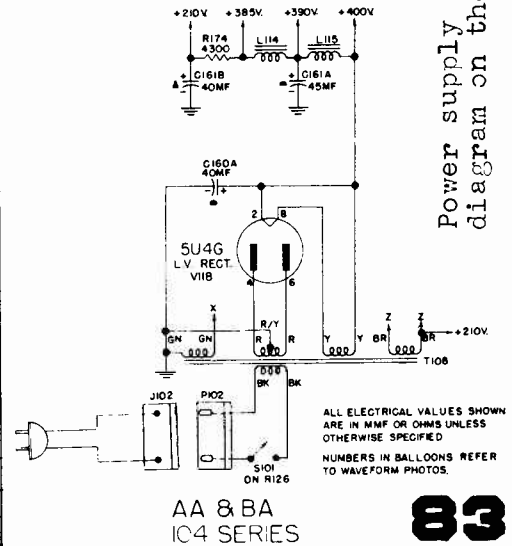 +210V. +385V. +390V. +400V.
R174
4300
L114
L115
C161B
40MF
C161A
45MF
Power supply
diagram on the
C160A
40MF
2 8
5U4G
L.V. RECT.
V118
4 6
X
R/Y
Z Z
GN GN R R Y Y BR BR +210V.
T108
BK BK
J102 P102
ALL ELECTRICAL VALUES SHOWN
ARE IN MMF OR OHMS UNLESS
OTHERWISE SPECIFIED
S101
ON R126
NUMBERS IN BALLOONS REFER
TO WAVEFORM PHOTOS.
AA & BA
104 SERIES
83